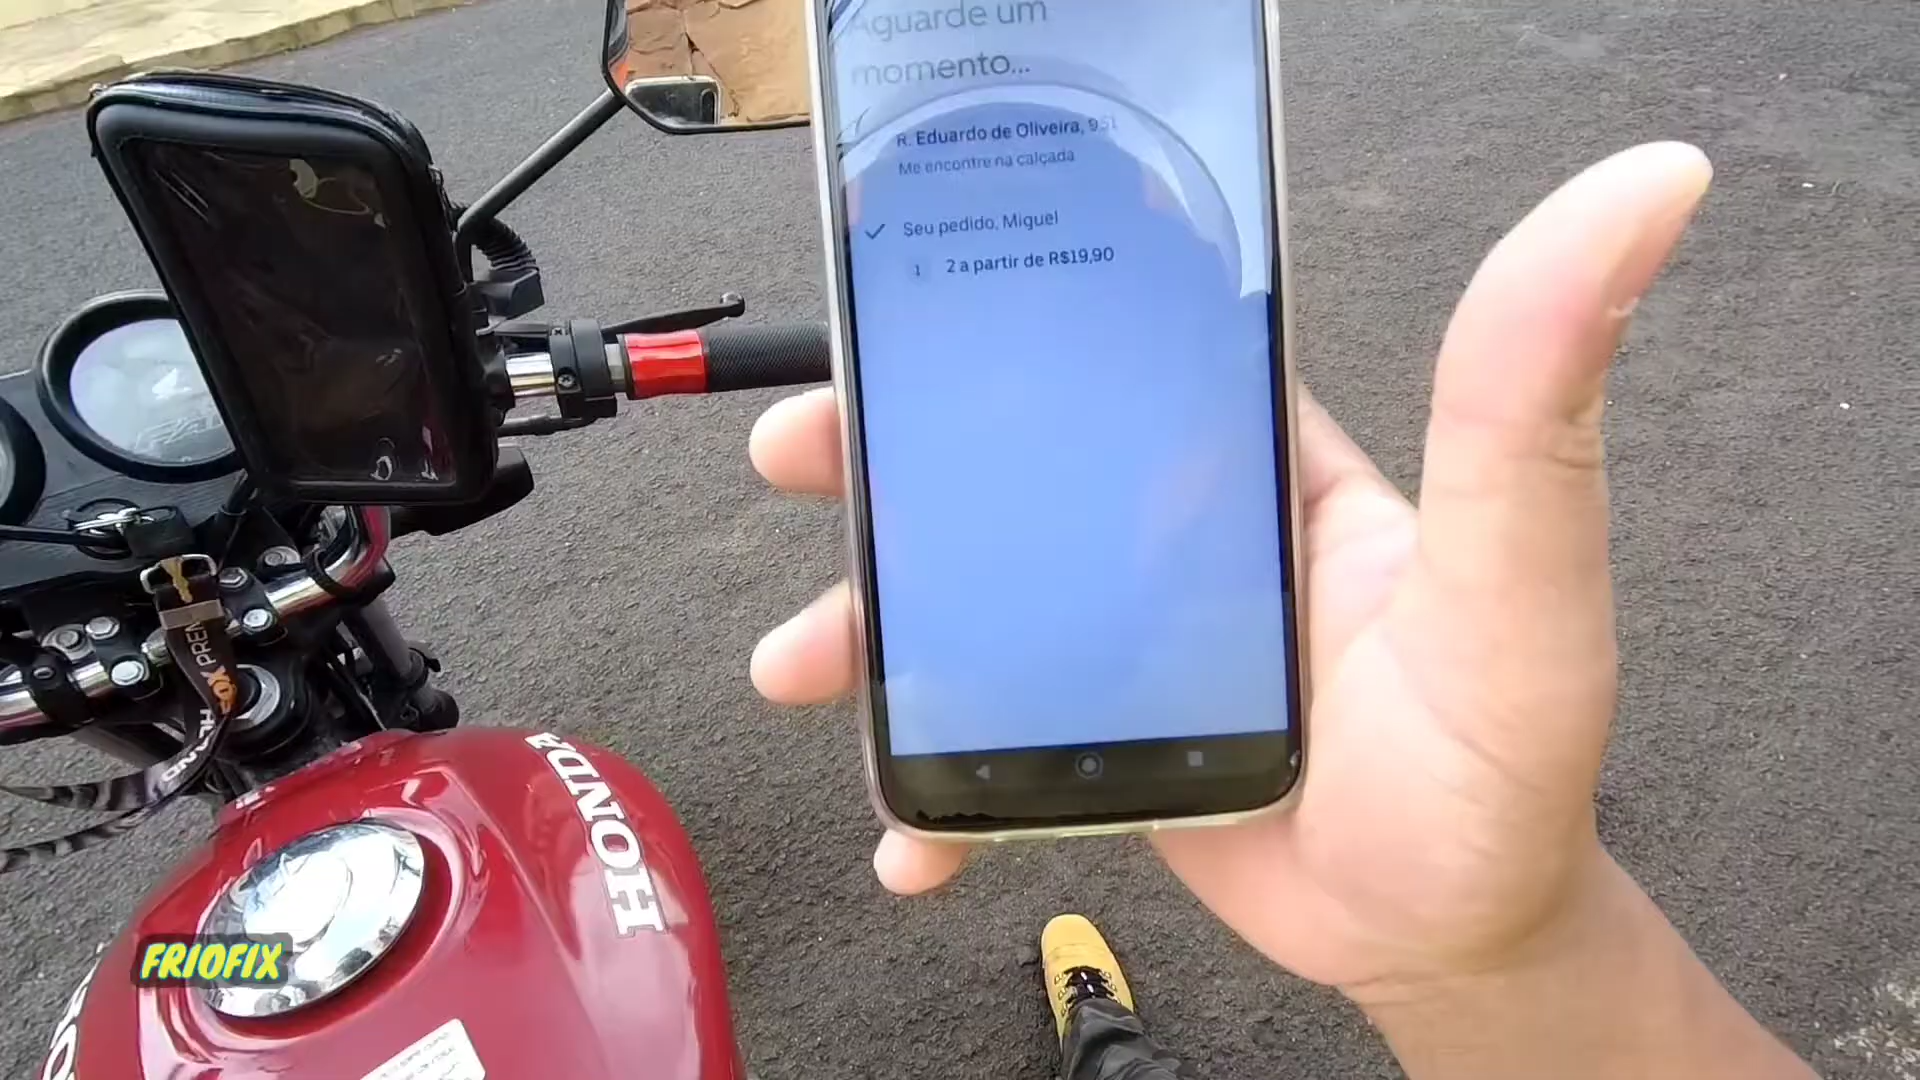 Aguarde um
momento...
R. Eduardo de Oliveira, 951
Me encontre na calçada
Seu pedido, Miguel
1 2 a partir de R$19,90
HONDA
HONDA
FRIOFIX